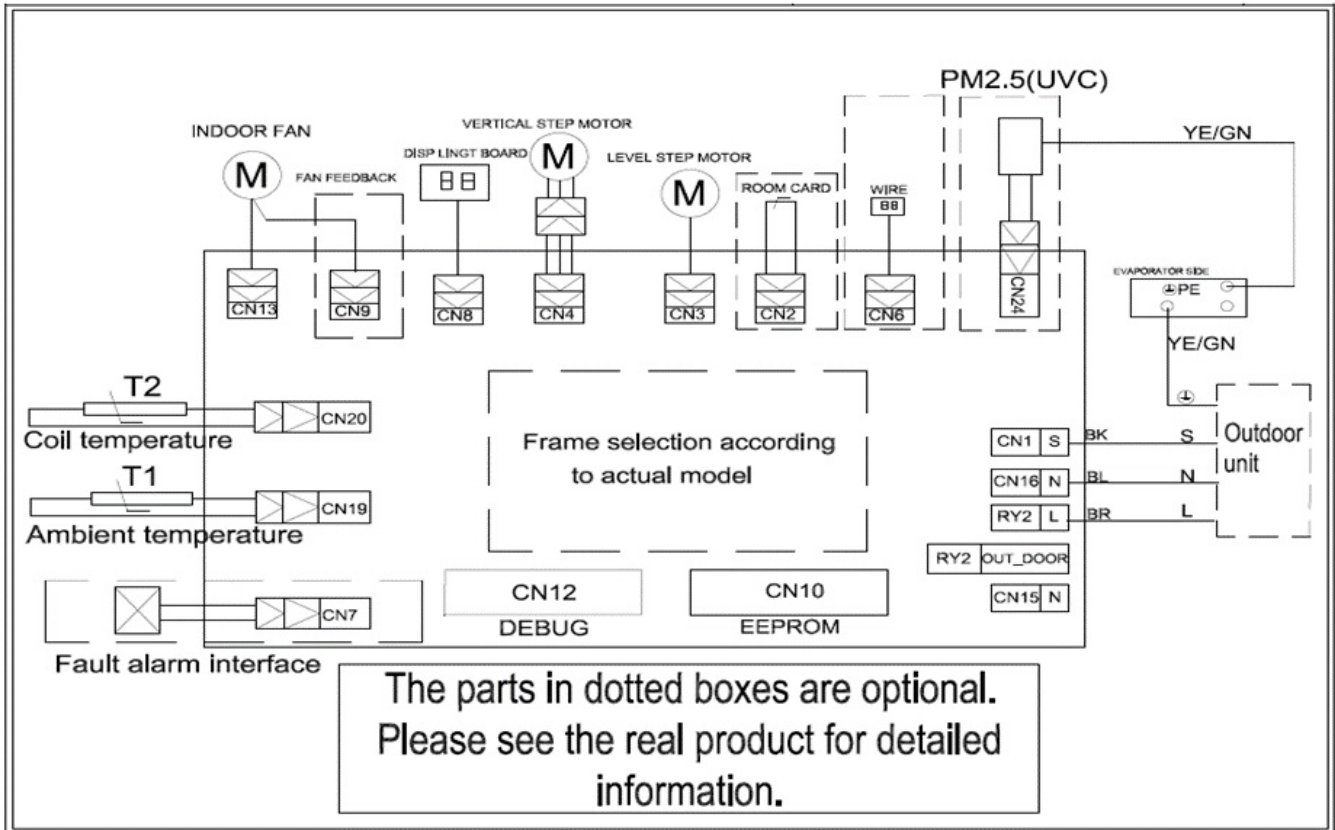 PM2.5(UVC)
INDOOR FAN
M
FAN FEEDBACK
DISP LINGT BOARD
VERTICAL STEP MOTOR
M
LEVEL STEP MOTOR
M
ROOM CARD
WIRE
YE/GN
CN13
CN9
CN8
CN4
CN3
CN2
CN6
CN24
EVAPORATOR SIDE
PE
YE/GN
T2
CN20
Coil temperature
T1
CN19
Ambient temperature
CN7
Fault alarm interface
Frame selection according
to actual model
CN12
DEBUG
CN10
EEPROM
CN1 S BK S
CN16 N BL N
RY2 L BR L
RY2 OUT_DOOR
CN15 N
Outdoor
unit
The parts in dotted boxes are optional.
Please see the real product for detailed
information.